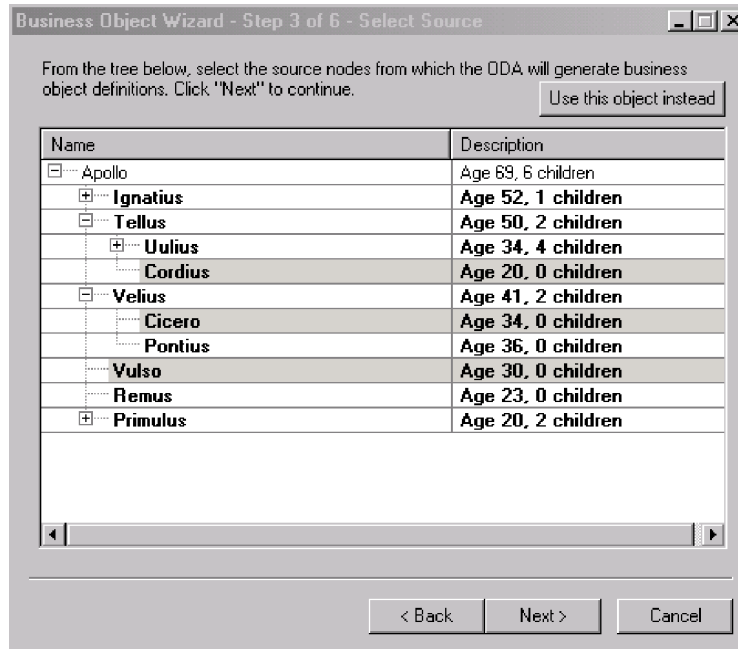 Business Object Wizard - Step 3 of 6 - Select Source
From the tree below, select the source nodes from which the ODA will generate business
object definitions. Click "Next" to continue.
Use this object instead
Name Description
Apollo Age 69, 6 children
Ignatius Age 52, 1 children
Tellus Age 50, 2 children
Uulius Age 34, 4 children
Cordius Age 20, 0 children
Velius Age 41, 2 children
Cicero Age 34, 0 children
Pontius Age 36, 0 children
Vulso Age 30, 0 children
Remus Age 23, 0 children
Primulus Age 20, 2 children
< Back Next > Cancel